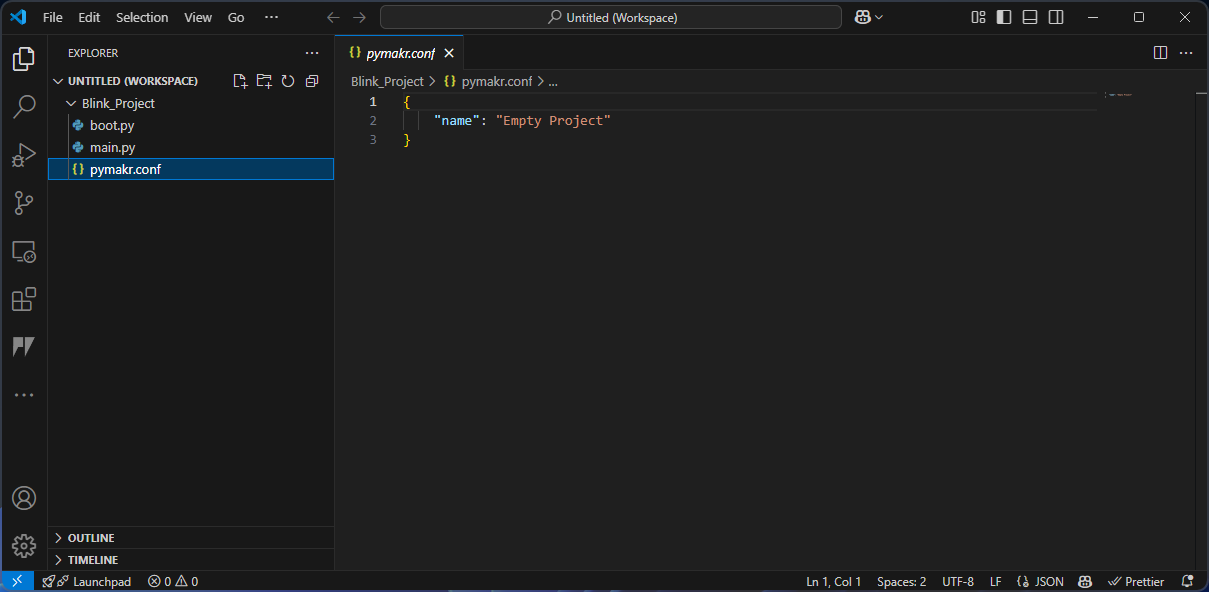 File Edit Selection View Go ··· Untitled (Workspace)
EXPLORER
UNTITLED (WORKSPACE)
Blink_Project
boot.py
main.py
{} pymakr.conf
OUTLINE
TIMELINE
{} pymakr.conf
Blink_Project > {} pymakr.conf > ...
1 {
2 "name": "Empty Project"
3 }
Launchpad 0 0 Ln 1, Col 1 Spaces: 2 UTF-8 LF {} JSON Prettier